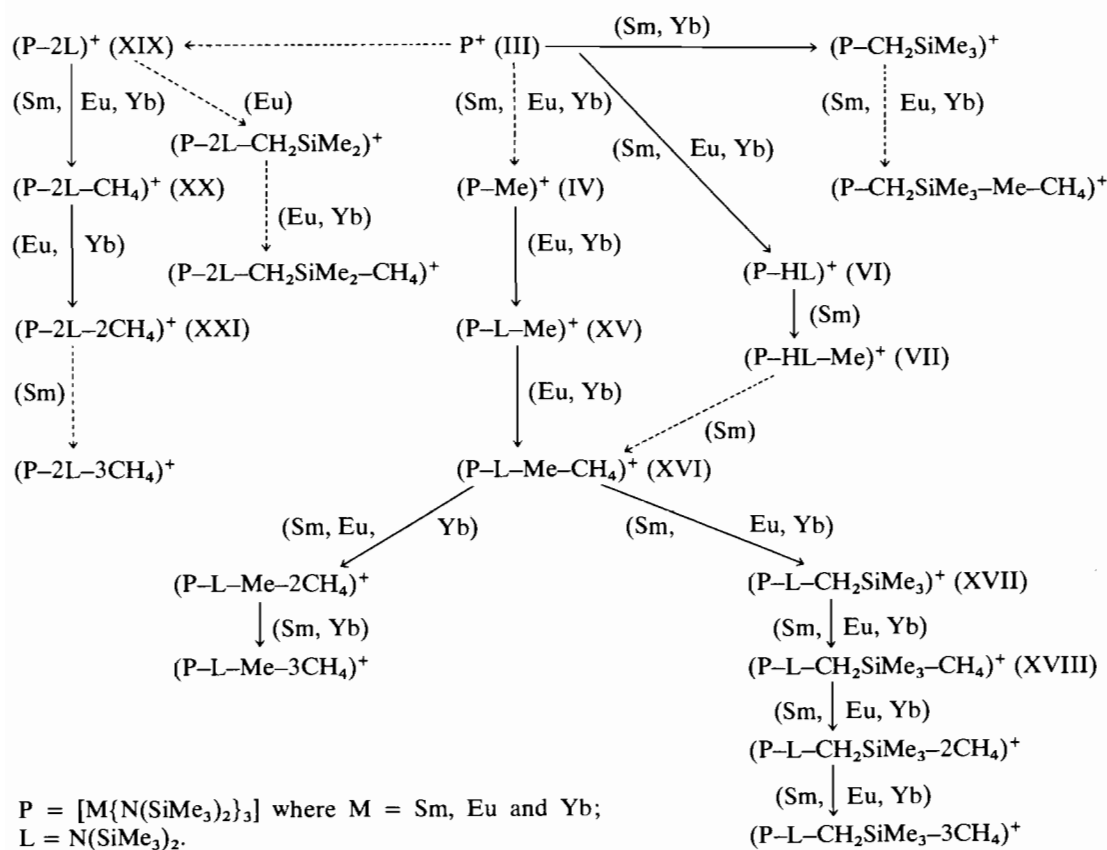 (P–2L)⁺ (XIX) P⁺ (III) (Sm, Yb) (P–CH₂SiMe₃)⁺
(Sm, Eu, Yb) (Eu) (Sm, Eu, Yb) (Sm, Eu, Yb)
(P–2L–CH₂SiMe₂)⁺ (Sm, Eu, Yb)
(P–2L–CH₄)⁺ (XX) (P–Me)⁺ (IV) (P–CH₂SiMe₃–Me–CH₄)⁺
(Eu, Yb) (Eu, Yb) (Eu, Yb)
(P–2L–CH₂SiMe₂–CH₄)⁺ (P–HL)⁺ (VI)
(P–2L–2CH₄)⁺ (XXI) (P–L–Me)⁺ (XV) (Sm)
(P–HL–Me)⁺ (VII)
(Sm) (Eu, Yb) (Sm)
(P–2L–3CH₄)⁺ (P–L–Me–CH₄)⁺ (XVI)
(Sm, Eu, Yb) (Sm, Eu, Yb)
(P–L–Me–2CH₄)⁺ (P–L–CH₂SiMe₃)⁺ (XVII)
(Sm, Yb) (Sm, Eu, Yb)
(P–L–Me–3CH₄)⁺ (P–L–CH₂SiMe₃–CH₄)⁺ (XVIII)
(Sm, Eu, Yb)
(P–L–CH₂SiMe₃–2CH₄)⁺
(Sm, Eu, Yb)
(P–L–CH₂SiMe₃–3CH₄)⁺
P = [M{N(SiMe₃)₂}₃] where M = Sm, Eu and Yb;
L = N(SiMe₃)₂.